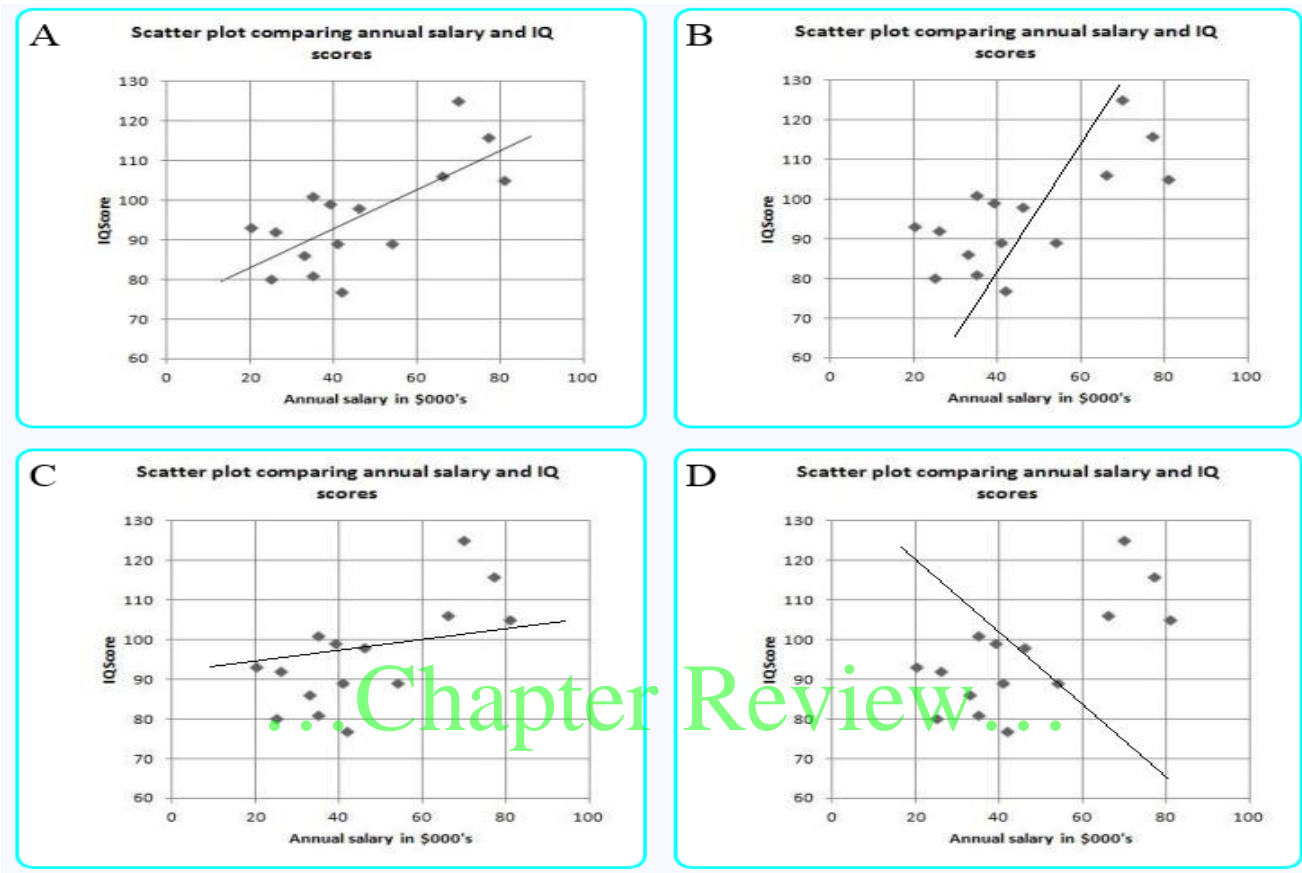 A
Scatter plot comparing annual salary and IQ
scores
130
120
110
100
90
80
70
60
IQScore
0 20 40 60 80 100
Annual salary in $000's
B
Scatter plot comparing annual salary and IQ
scores
130
120
110
100
90
80
70
60
IQScore
0 20 40 60 80 100
Annual salary in $000's
C
Scatter plot comparing annual salary and IQ
scores
130
120
110
100
90
80
70
60
IQScore
0 20 40 60 80 100
Annual salary in $000's
D
Scatter plot comparing annual salary and IQ
scores
130
120
110
100
90
80
70
60
IQScore
0 20 40 60 80 100
Annual salary in $000's
...Chapter Review...